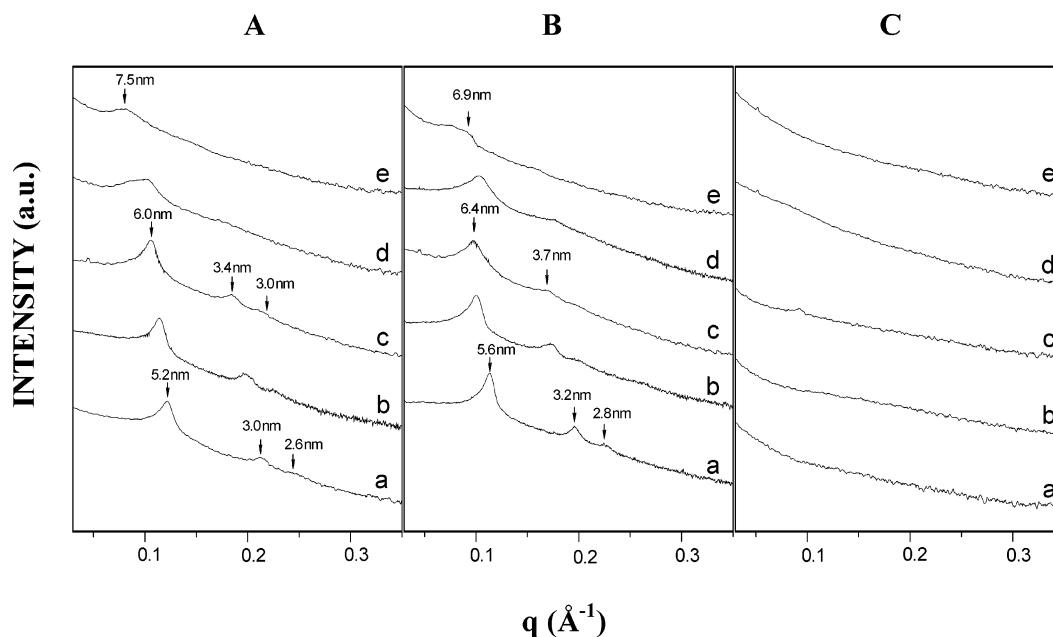 A B C
INTENSITY (a.u.)
7.5nm
e
d
6.0nm
3.4nm
3.0nm
c
b
5.2nm
3.0nm
2.6nm
a
6.9nm
e
d
6.4nm
3.7nm
c
b
5.6nm
3.2nm
2.8nm
a
e
d
c
b
a
0.1 0.2 0.3 0.1 0.2 0.3 0.1 0.2 0.3
q (Å⁻¹)